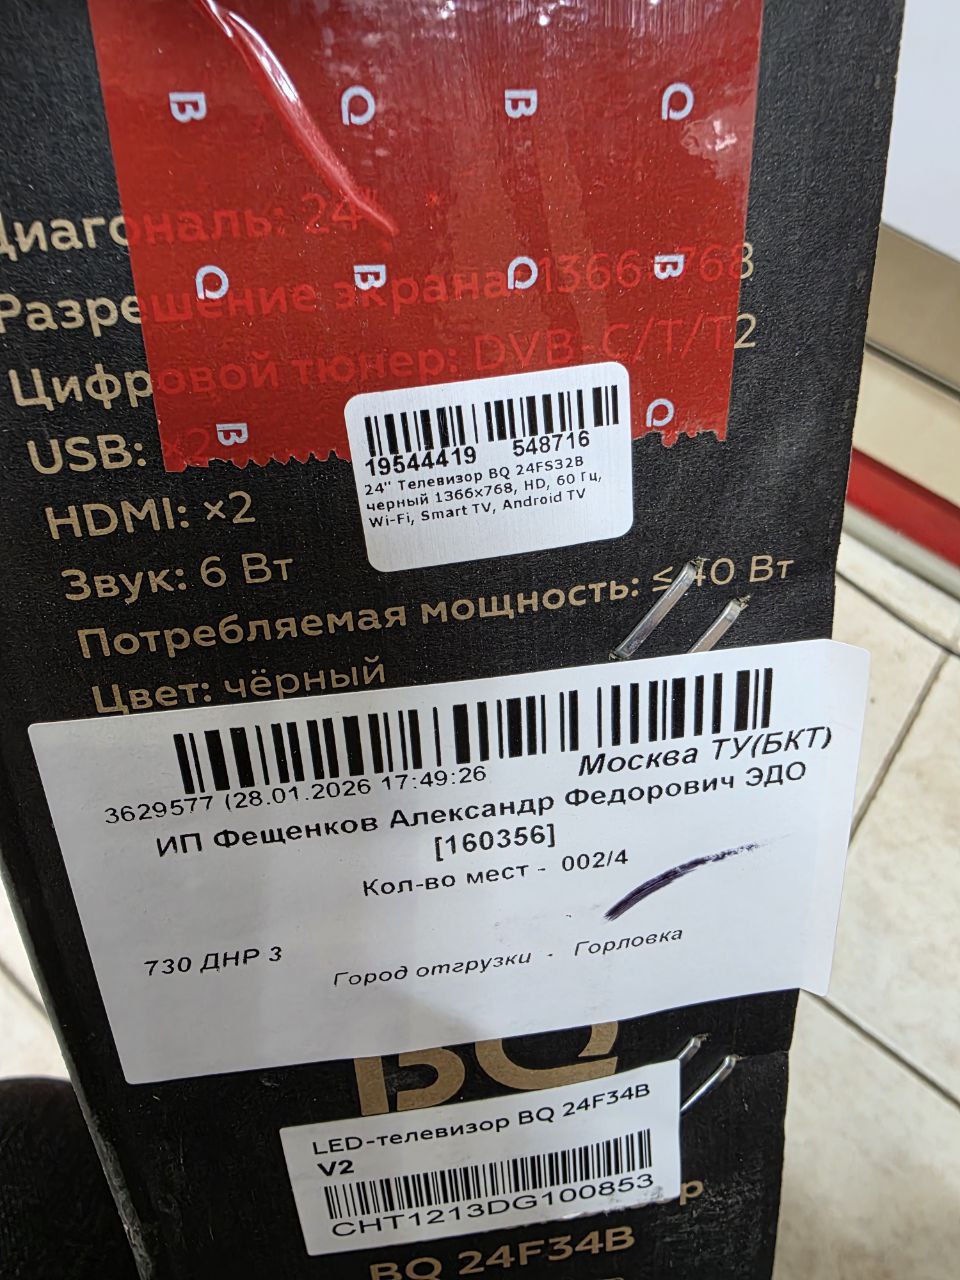 B Q B Q
Диагональ: 24"
Q B Q B
Разрешение экрана: 1366×768
Цифровой тюнер: DVB-C/T/T2
B Q
USB: ×2
HDMI: ×2
Звук: 6 Вт
Потребляемая мощность: ≤ 40 Вт
Цвет: чёрный
19544419 548716
24" Телевизор BQ 24FS32B
черный 1366x768, HD, 60 Гц,
Wi-Fi, Smart TV, Android TV
3629577 (28.01.2026 17:49:26
Москва ТУ(БКТ)
ИП Фещенков Александр Федорович ЭДО
[160356]
Кол-во мест - 002/4
730 ДНР 3
Город отгрузки - Горловка
BQ
LED-телевизор BQ 24F34B
V2
CHT1213DG100853
BQ 24F34B